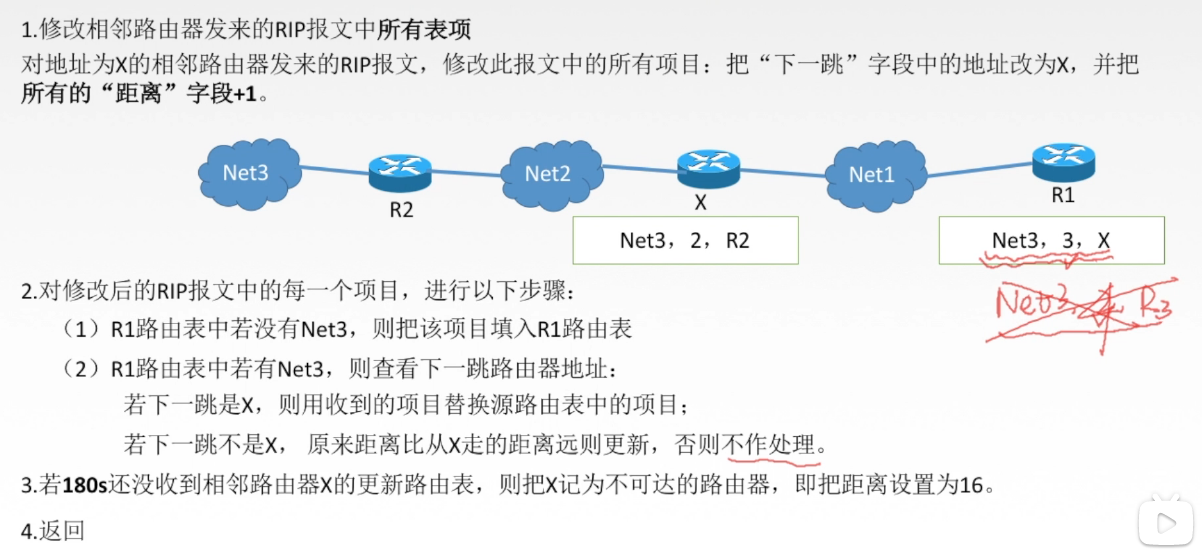 1.修改相邻路由器发来的RIP报文中所有表项
对地址为X的相邻路由器发来的RIP报文，修改此报文中的所有项目：把“下一跳”字段中的地址改为X，并把
所有的“距离”字段+1。
Net3
Net2
Net1
R2
X
R1
Net3，2，R2
Net3，3，X
Net3, R3
2.对修改后的RIP报文中的每一个项目，进行以下步骤：
（1）R1路由表中若没有Net3，则把该项目填入R1路由表
（2）R1路由表中若有Net3，则查看下一跳路由器地址：
若下一跳是X，则用收到的项目替换源路由表中的项目；
若下一跳不是X， 原来距离比从X走的距离远则更新，否则不作处理。
3.若180s还没收到相邻路由器X的更新路由表，则把X记为不可达的路由器，即把距离设置为16。
4.返回